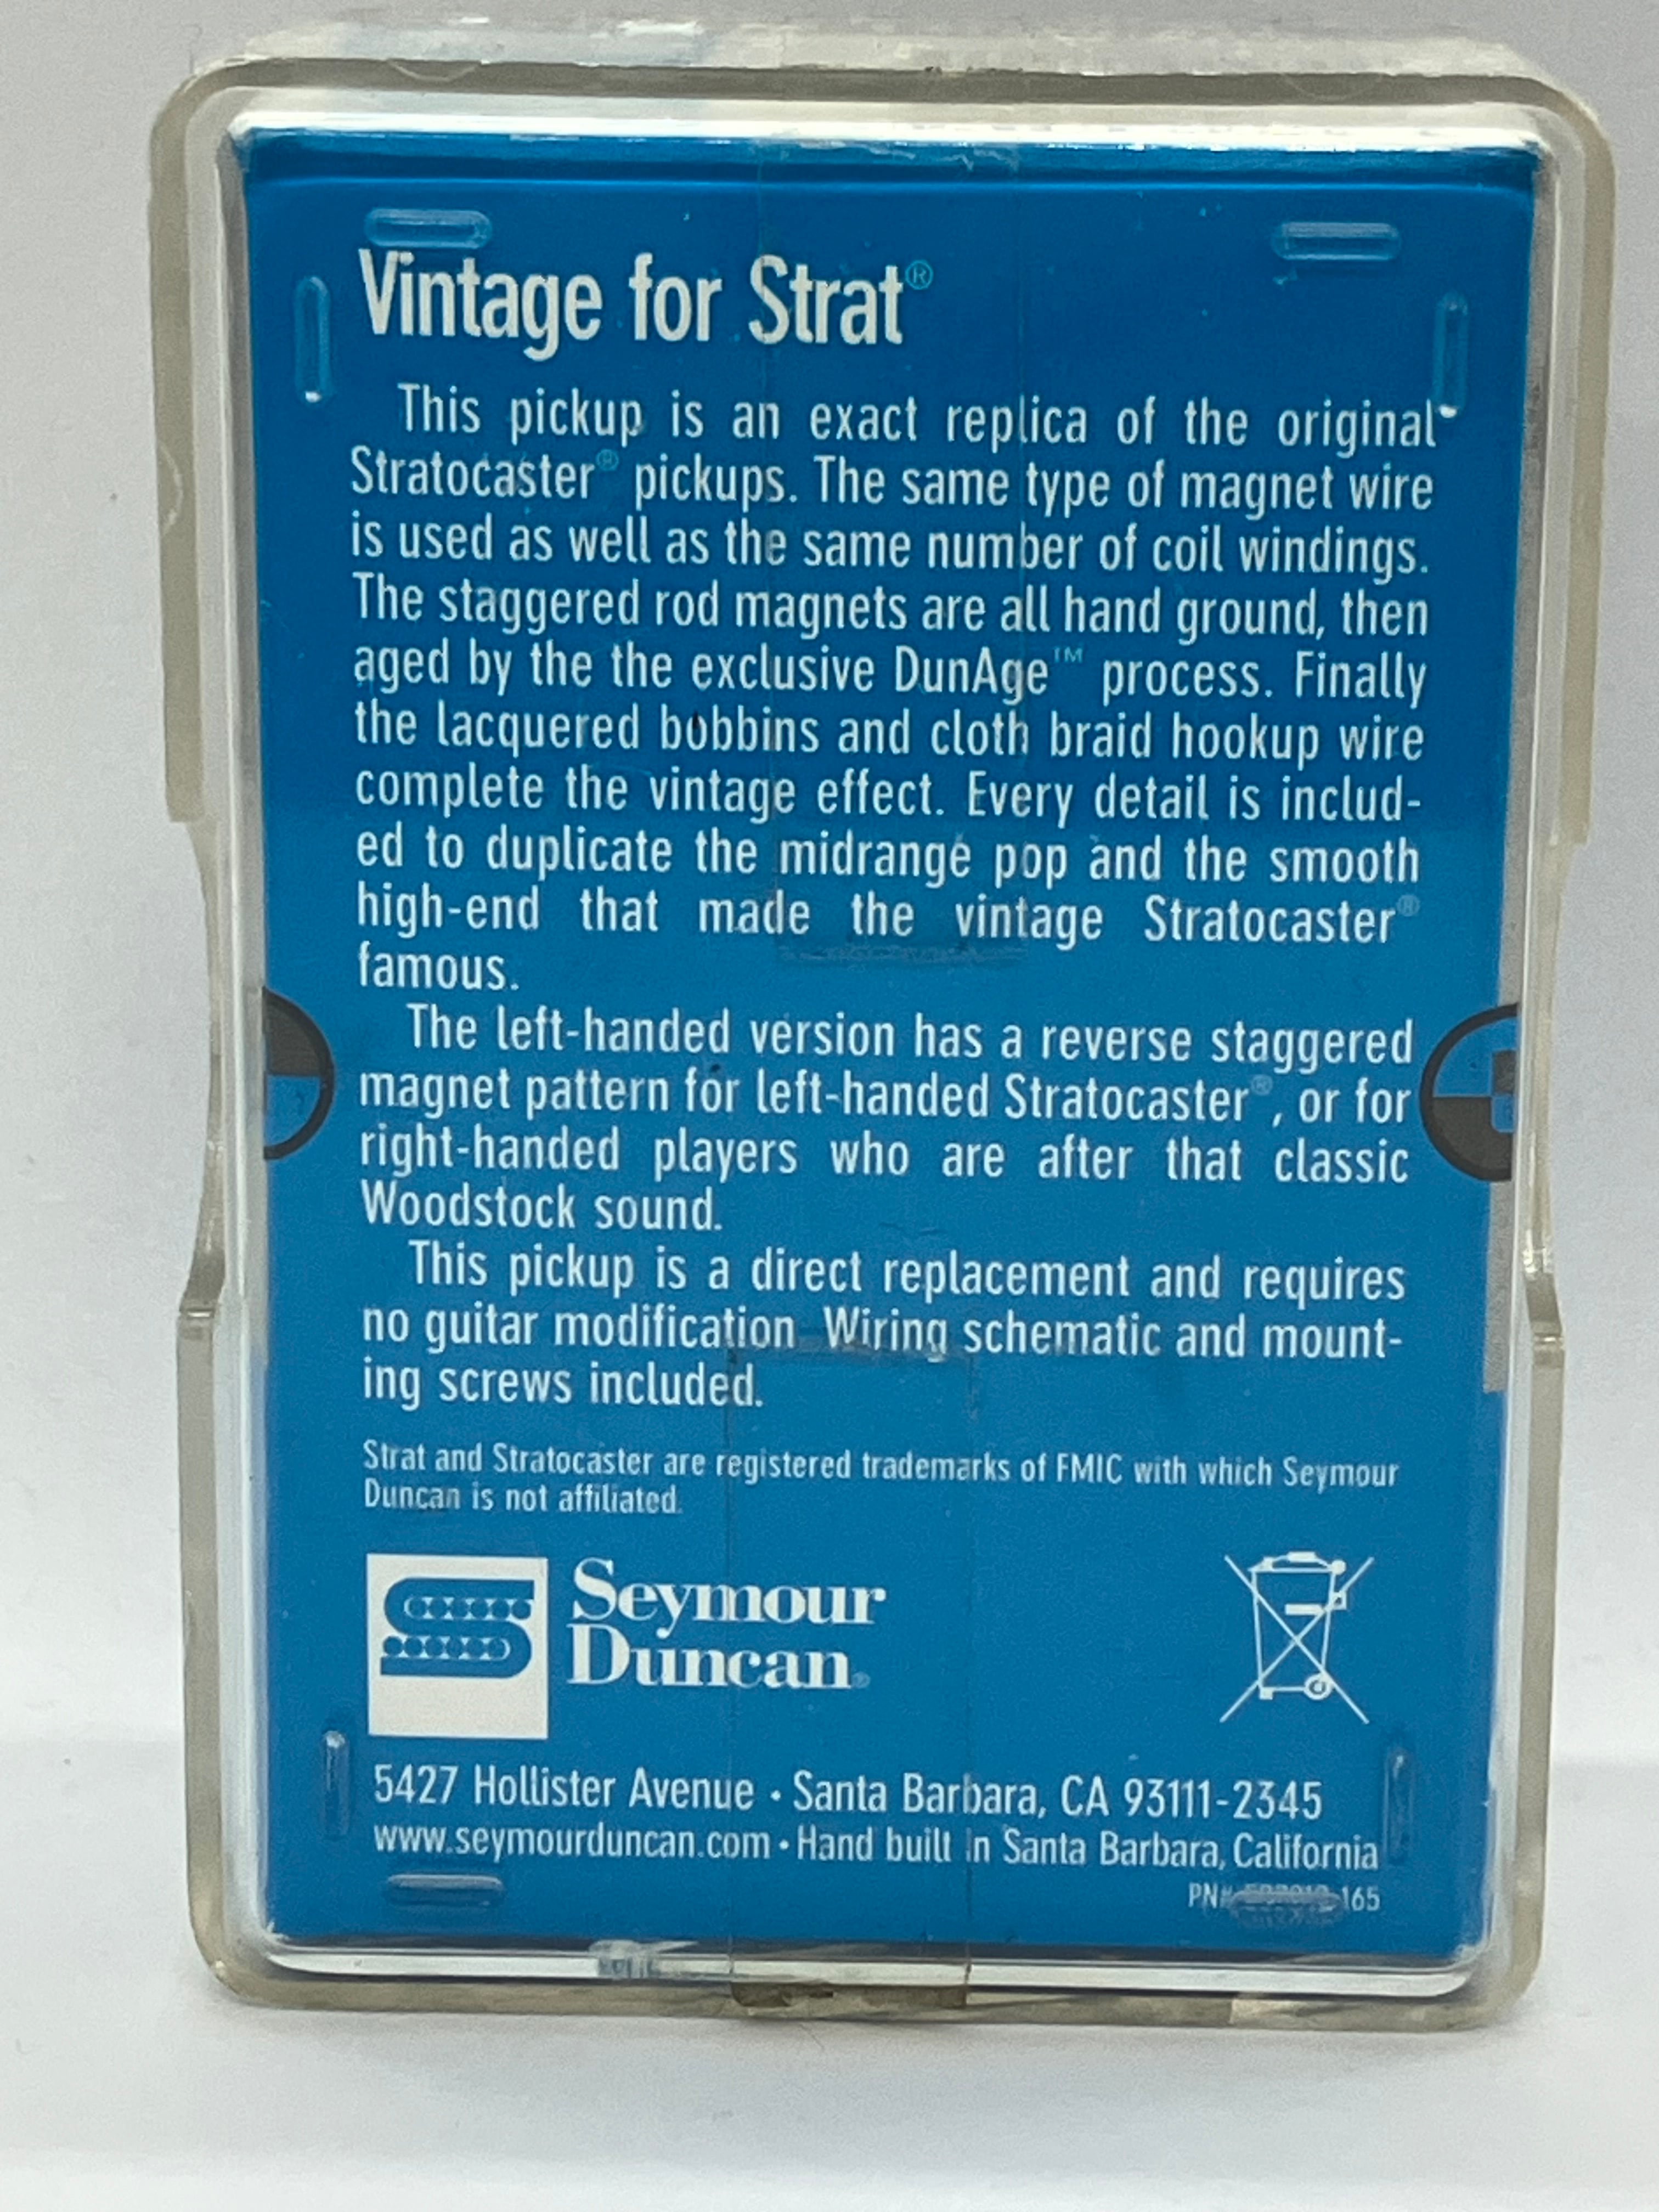 Vintage for Strat®
This pickup is an exact replica of the original
Stratocaster® pickups. The same type of magnet wire
is used as well as the same number of coil windings.
The staggered rod magnets are all hand ground, then
aged by the the exclusive DunAge™ process. Finally
the lacquered bobbins and cloth braid hookup wire
complete the vintage effect. Every detail is includ-
ed to duplicate the midrange pop and the smooth
high-end that made the vintage Stratocaster®
famous.
The left-handed version has a reverse staggered
magnet pattern for left-handed Stratocaster®, or for
right-handed players who are after that classic
Woodstock sound.
This pickup is a direct replacement and requires
no guitar modification. Wiring schematic and mount-
ing screws included.
Strat and Stratocaster are registered trademarks of FMIC with which Seymour
Duncan is not affiliated.
Seymour
Duncan®
5427 Hollister Avenue • Santa Barbara, CA 93111-2345
www.seymourduncan.com • Hand built in Santa Barbara, California
PN# 165